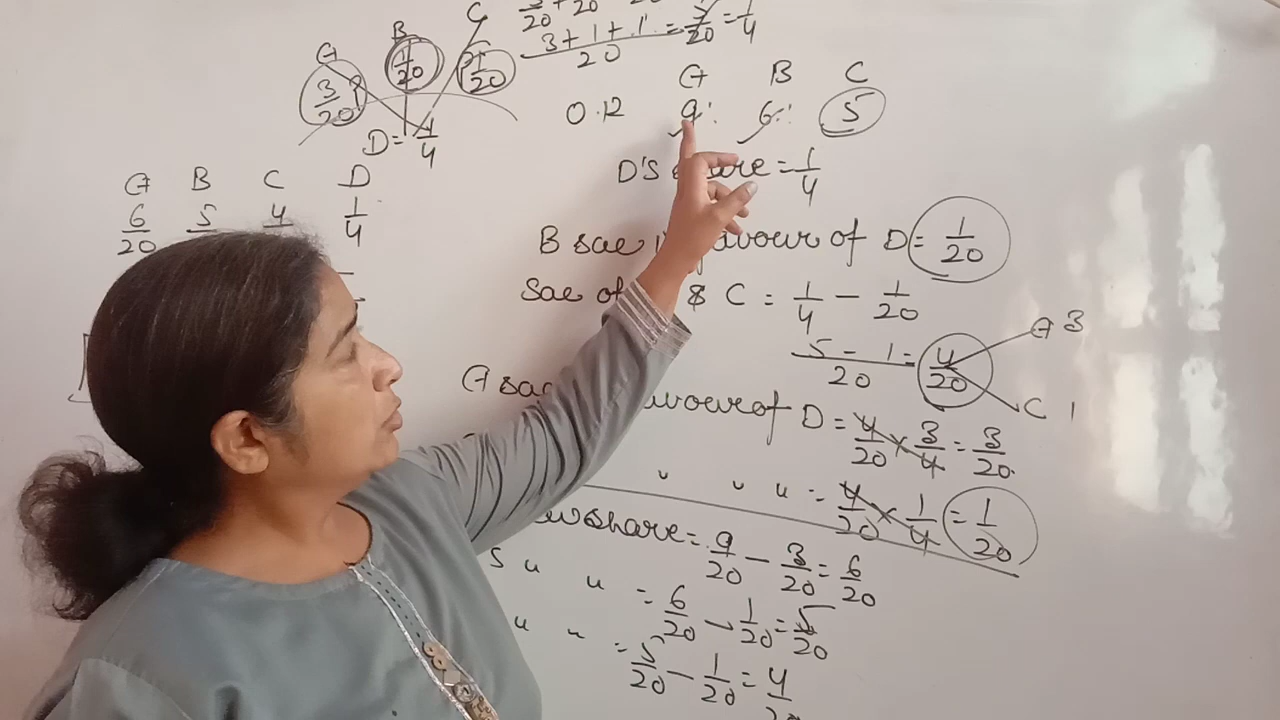 A B C
3/20 1/20 1/20
D = 1/4
3 + 1 + 1 / 20 = 5/20 = 1/4
A B C
0.12 9: 6: 5
A B C D
6/20 5 4 1/4
D's share = 1/4
B sac favour of D = 1/20
Sac of & C = 1/4 - 1/20
5 - 1 / 20 = 4/20
A 3
C 1
A sac of D = 4/20 × 3/4 = 3/20
" " " = 4/20 × 1/4 = 1/20
share = 9/20 - 3/20 = 6/20
S " " = 6/20 - 1/20 = 5/20
" " = 5/20 - 1/20 = 4